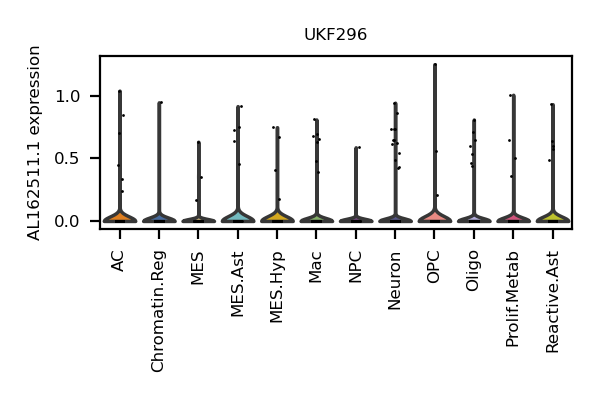 UKF296
AL162511.1 expression
1.0
0.5
0.0
AC
Chromatin.Reg
MES
MES.Ast
MES.Hyp
Mac
NPC
Neuron
OPC
Oligo
Prolif.Metab
Reactive.Ast